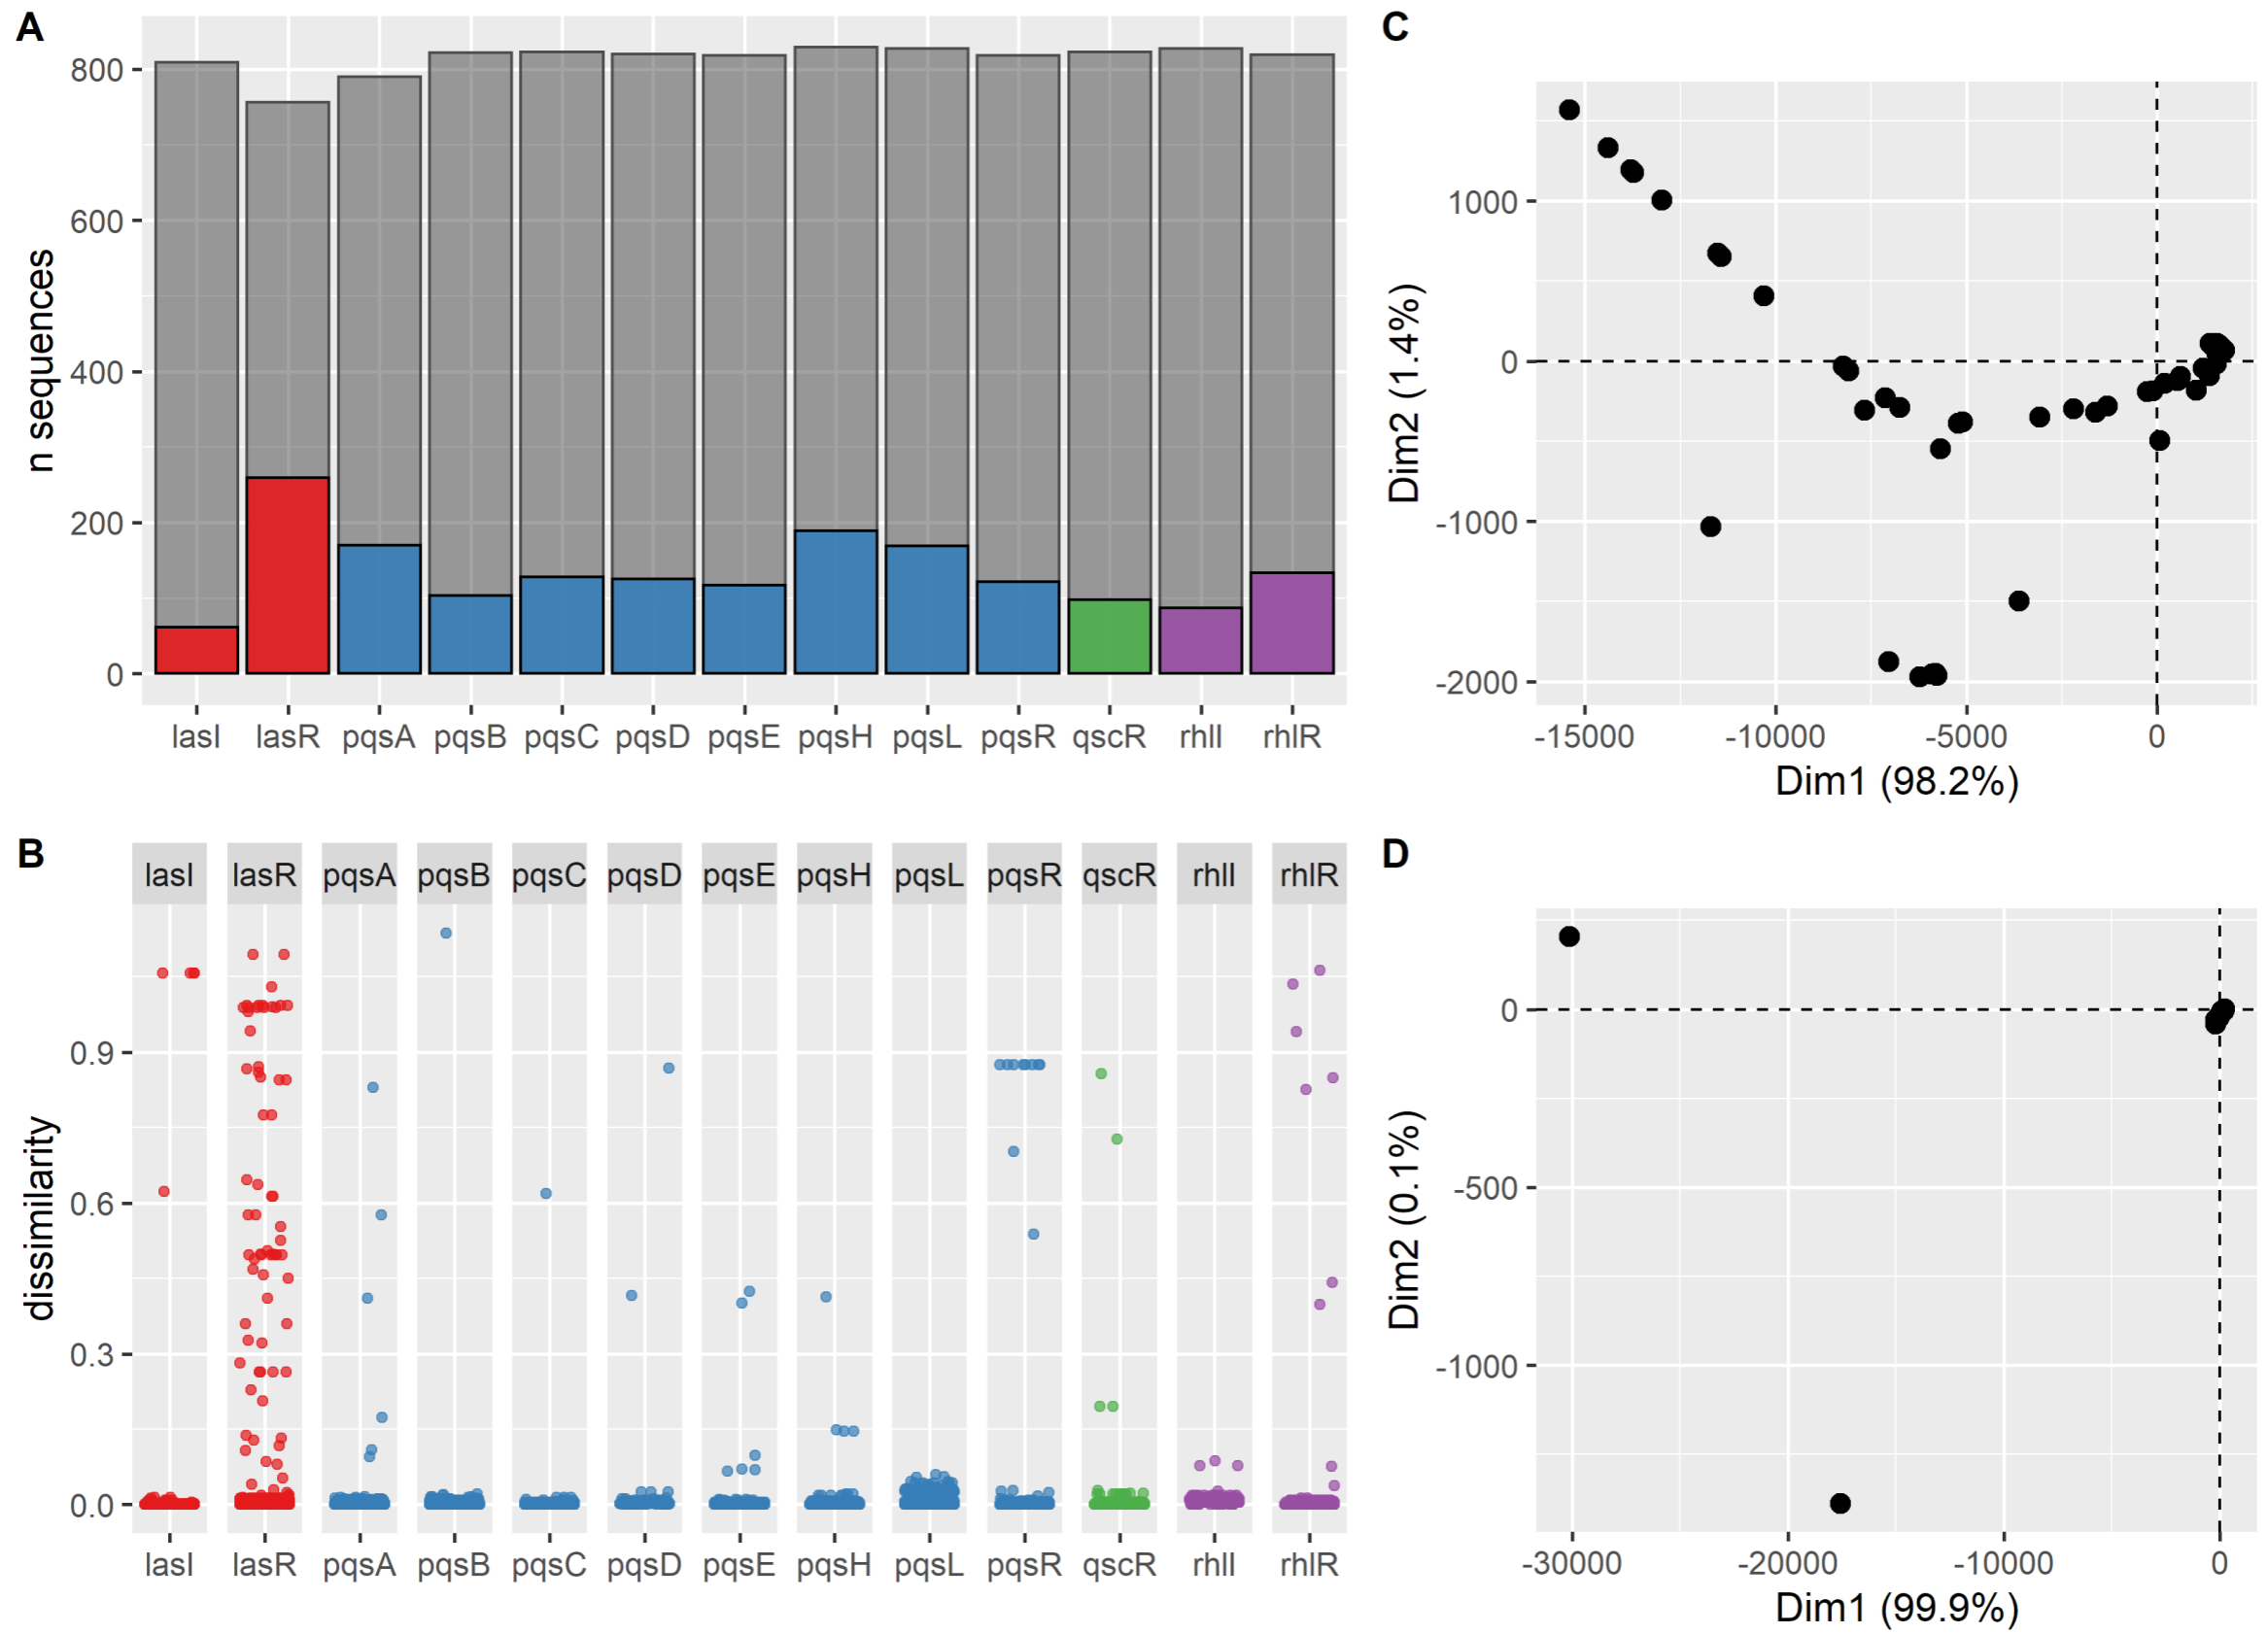 A
n sequences
800
600
400
200
0
lasI lasR pqsA pqsB pqsC pqsD pqsE pqsH pqsL pqsR qscR rhlI rhlR
B
lasI lasR pqsA pqsB pqsC pqsD pqsE pqsH pqsL pqsR qscR rhlI rhlR
dissimilarity
0.9
0.6
0.3
0.0
lasI lasR pqsA pqsB pqsC pqsD pqsE pqsH pqsL pqsR qscR rhlI rhlR
C
Dim2 (1.4%)
1000
0
-1000
-2000
-15000 -10000 -5000 0
Dim1 (98.2%)
D
Dim2 (0.1%)
0
-500
-1000
-30000 -20000 -10000 0
Dim1 (99.9%)